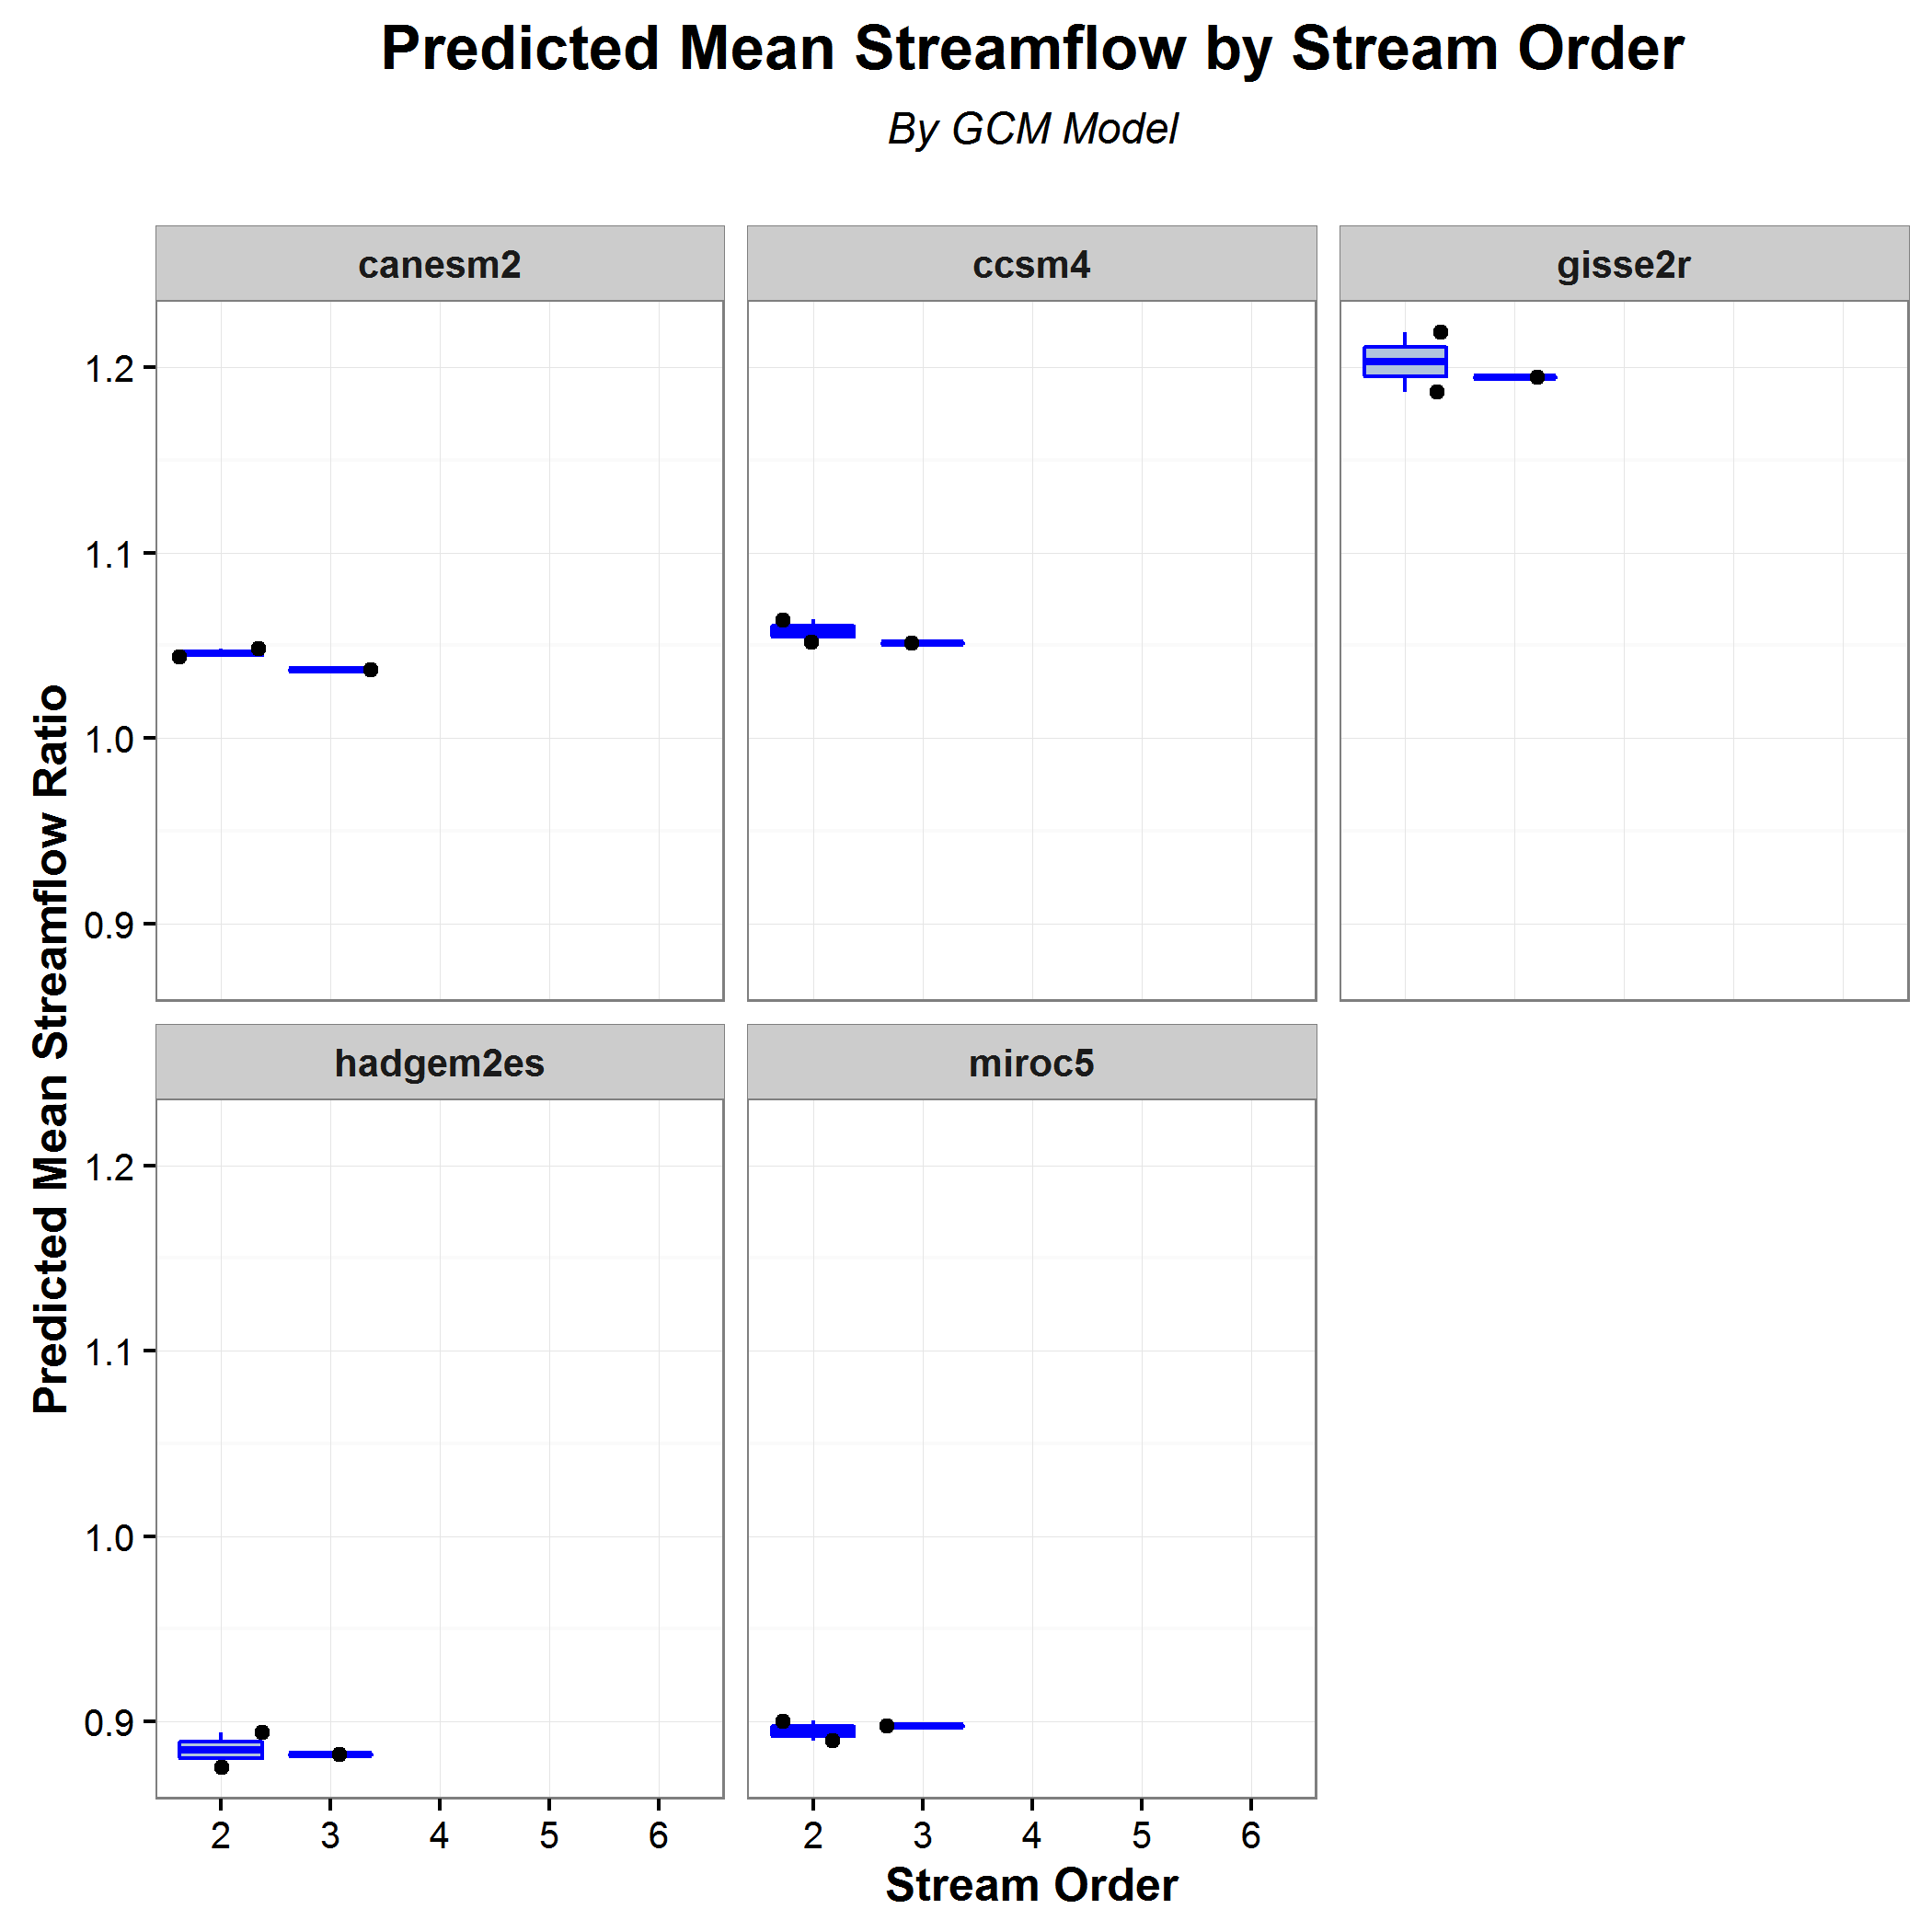 Predicted Mean Streamflow by Stream Order
By GCM Model
canesm2
ccsm4
gisse2r
1.2
1.1
1.0
0.9
Predicted Mean Streamflow Ratio
hadgem2es
miroc5
1.2
1.1
1.0
0.9
2 3 4 5 6
2 3 4 5 6
Stream Order